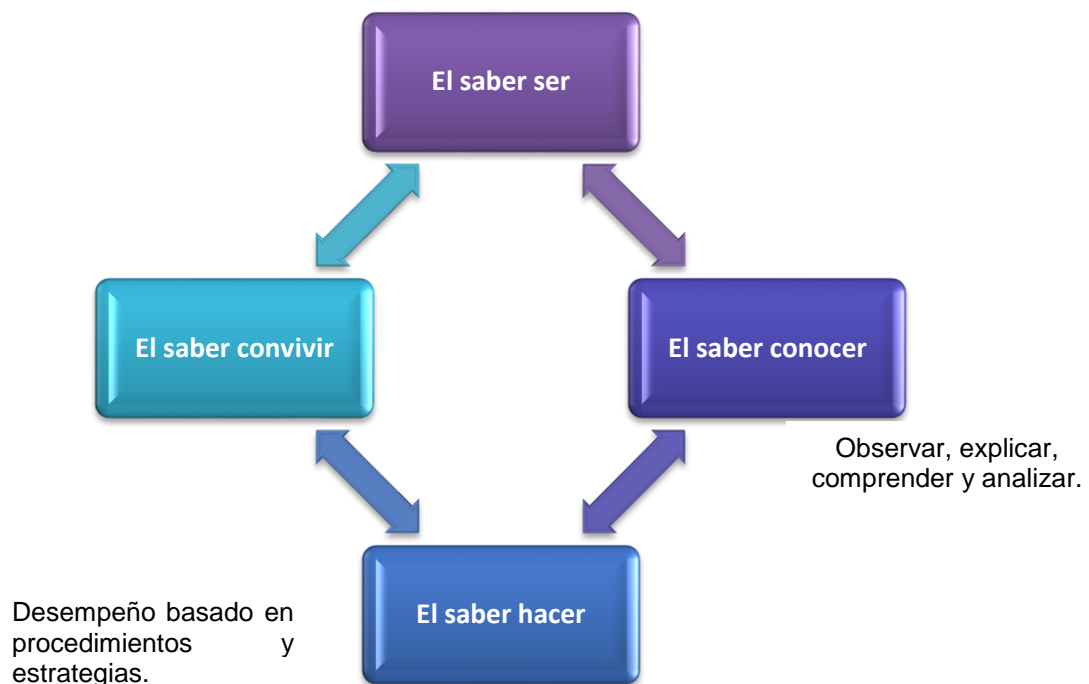 El saber ser
El saber convivir
El saber conocer
Observar, explicar,
comprender y analizar.
El saber hacer
Desempeño basado en
procedimientos y
estrategias.